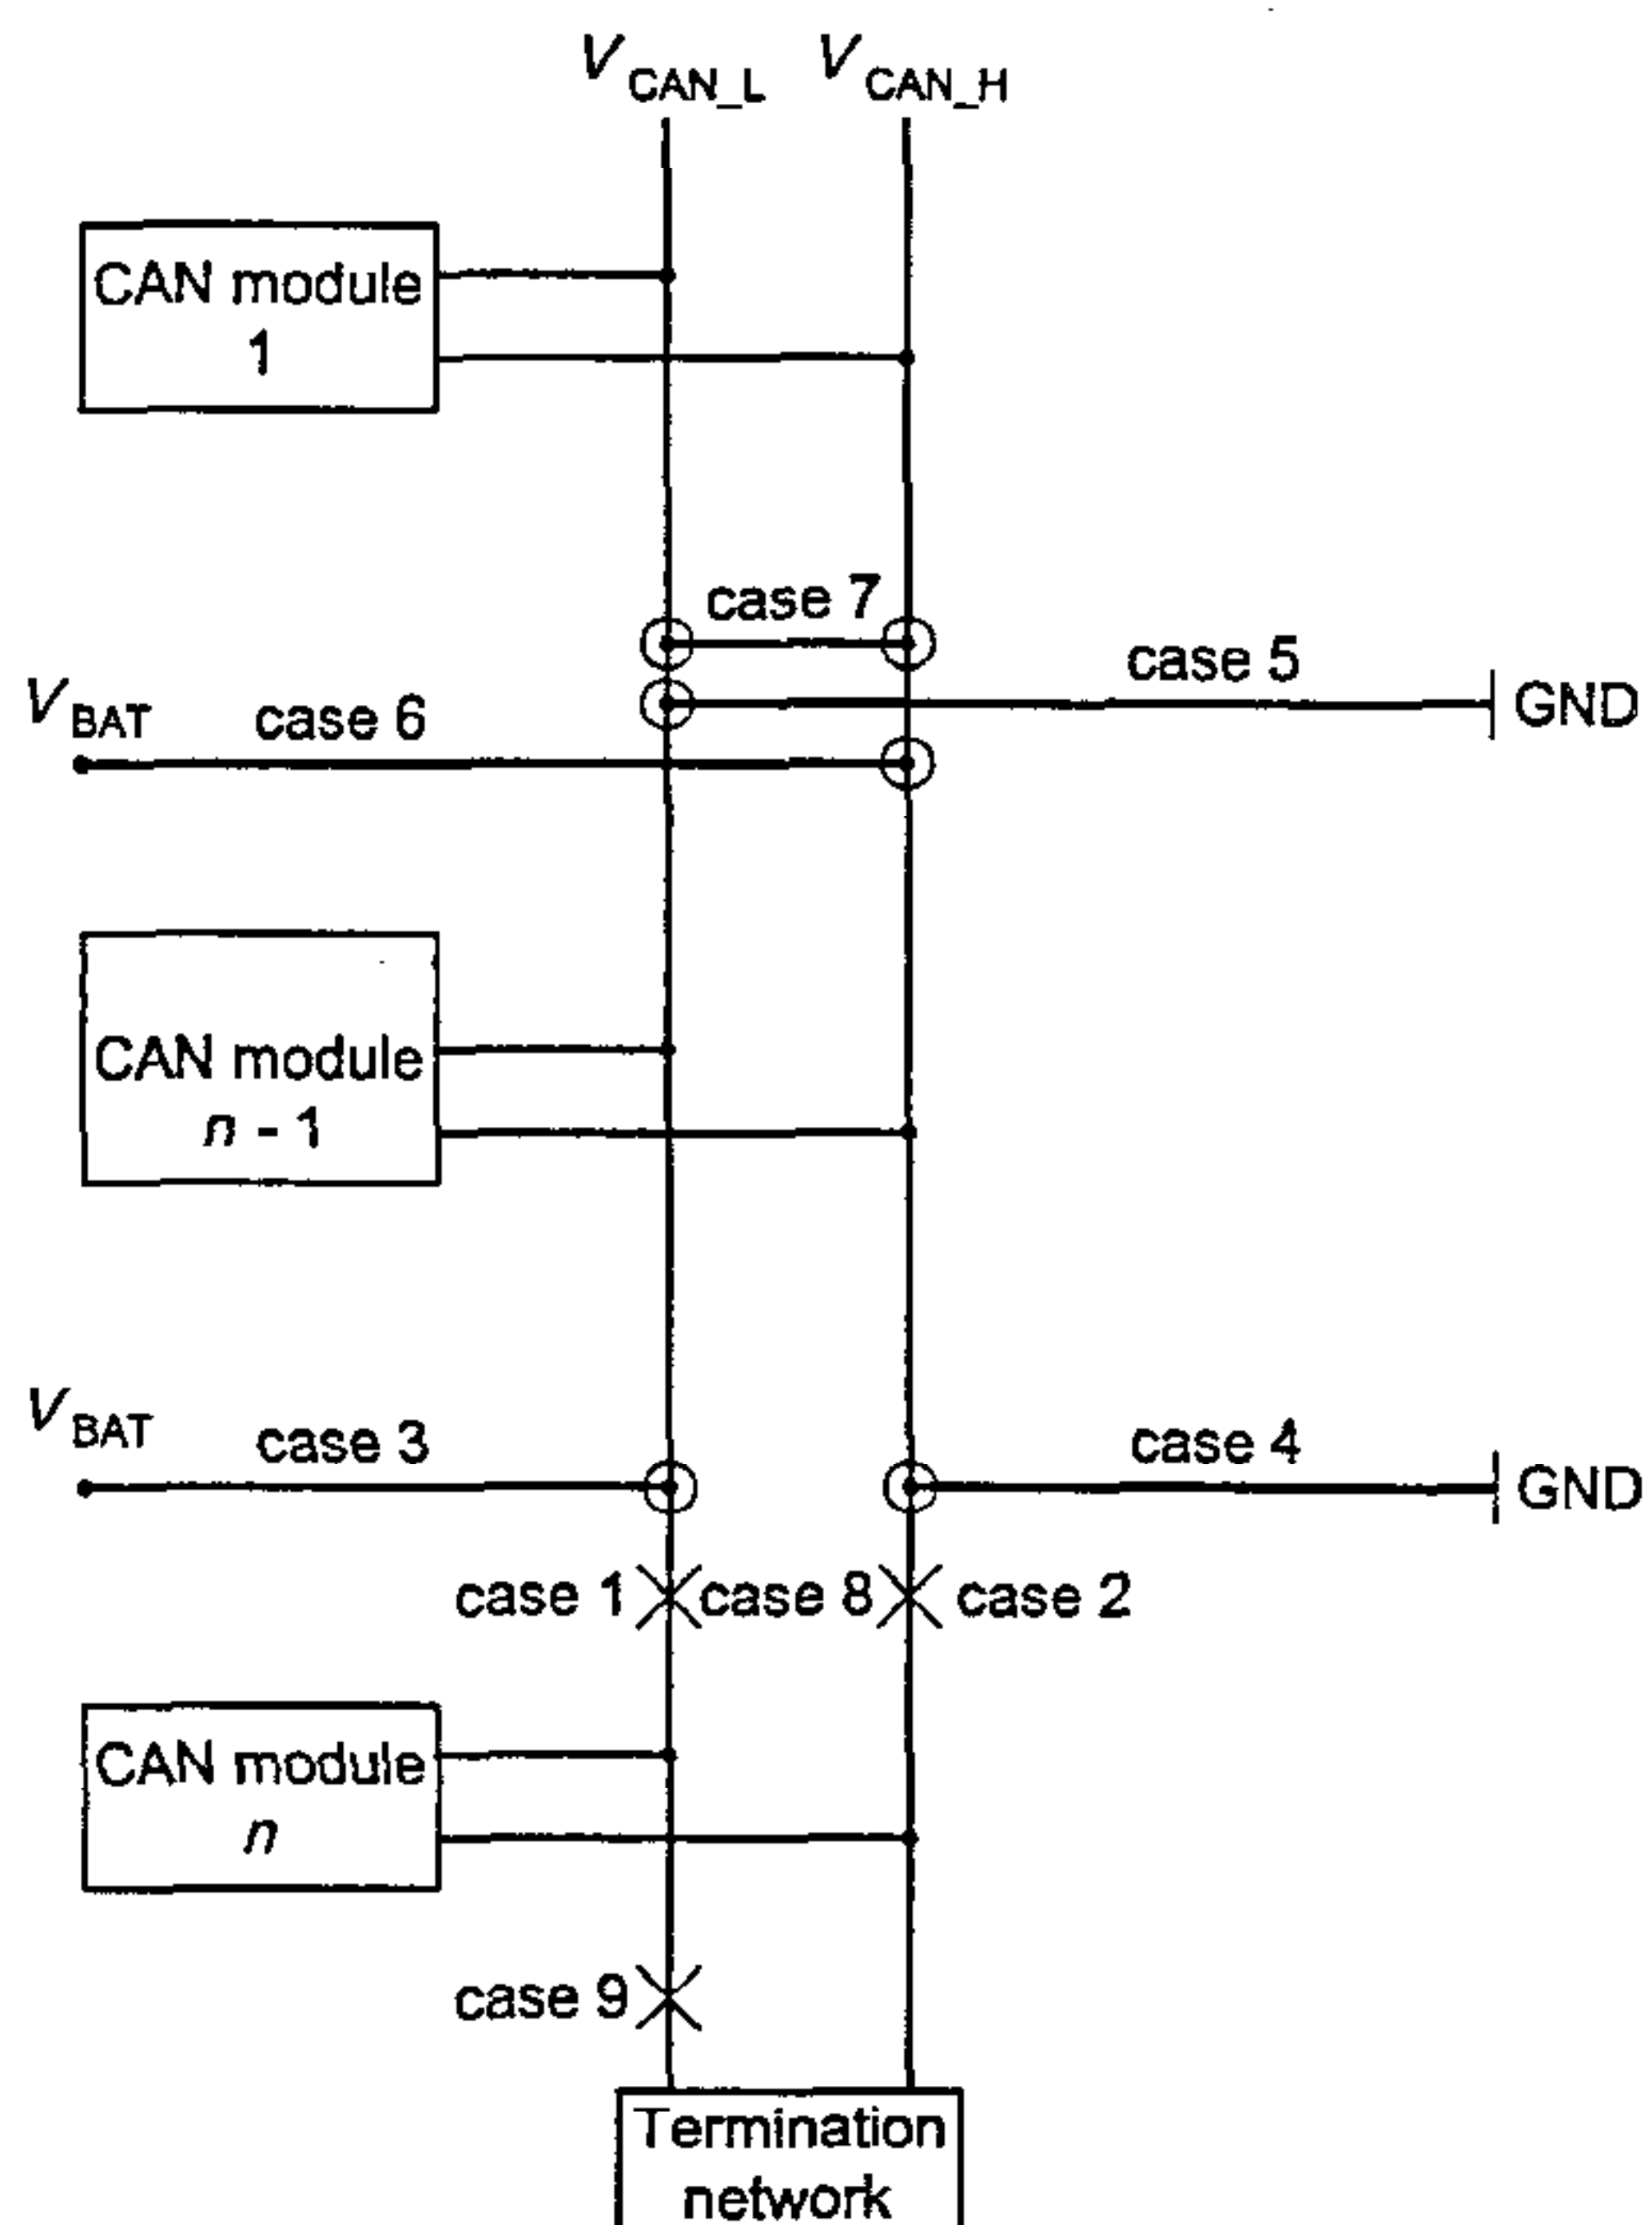 V CAN_L V CAN_H
CAN module
1
case 7
case 5
GND
V BAT
case 6
CAN module
n - 1
V BAT
case 3
case 4
GND
case 1 case 8 case 2
CAN module
n
case 9
Termination
network